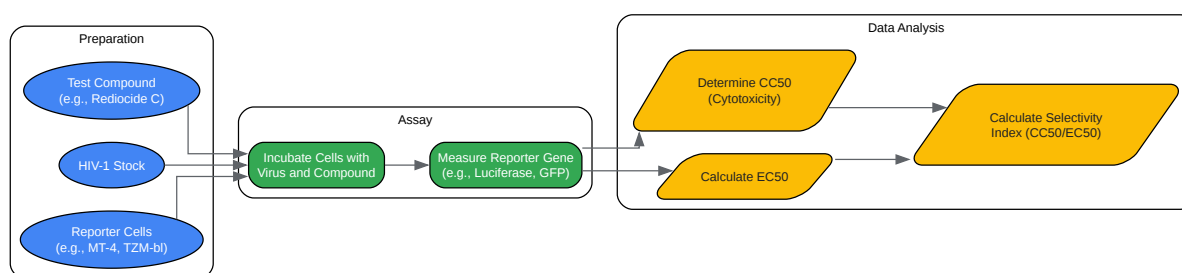 Preparation
Test Compound
(e.g., Rediocide C)
HIV-1 Stock
Reporter Cells
(e.g., MT-4, TZM-bl)
Assay
Incubate Cells with
Virus and Compound
Measure Reporter Gene
(e.g., Luciferase, GFP)
Data Analysis
Determine CC50
(Cytotoxicity)
Calculate EC50
Calculate Selectivity
Index (CC50/EC50)